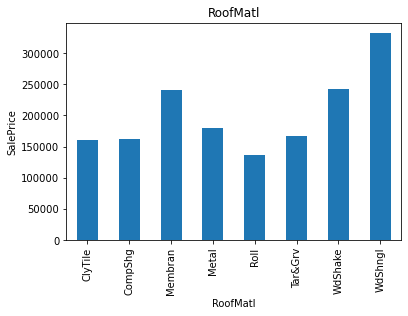 RoofMatl
300000
250000
200000
150000
100000
50000
0
SalePrice
ClyTile
CompShg
Membran
Metal
Roll
Tar&Grv
WdShake
WdShngl
RoofMatl